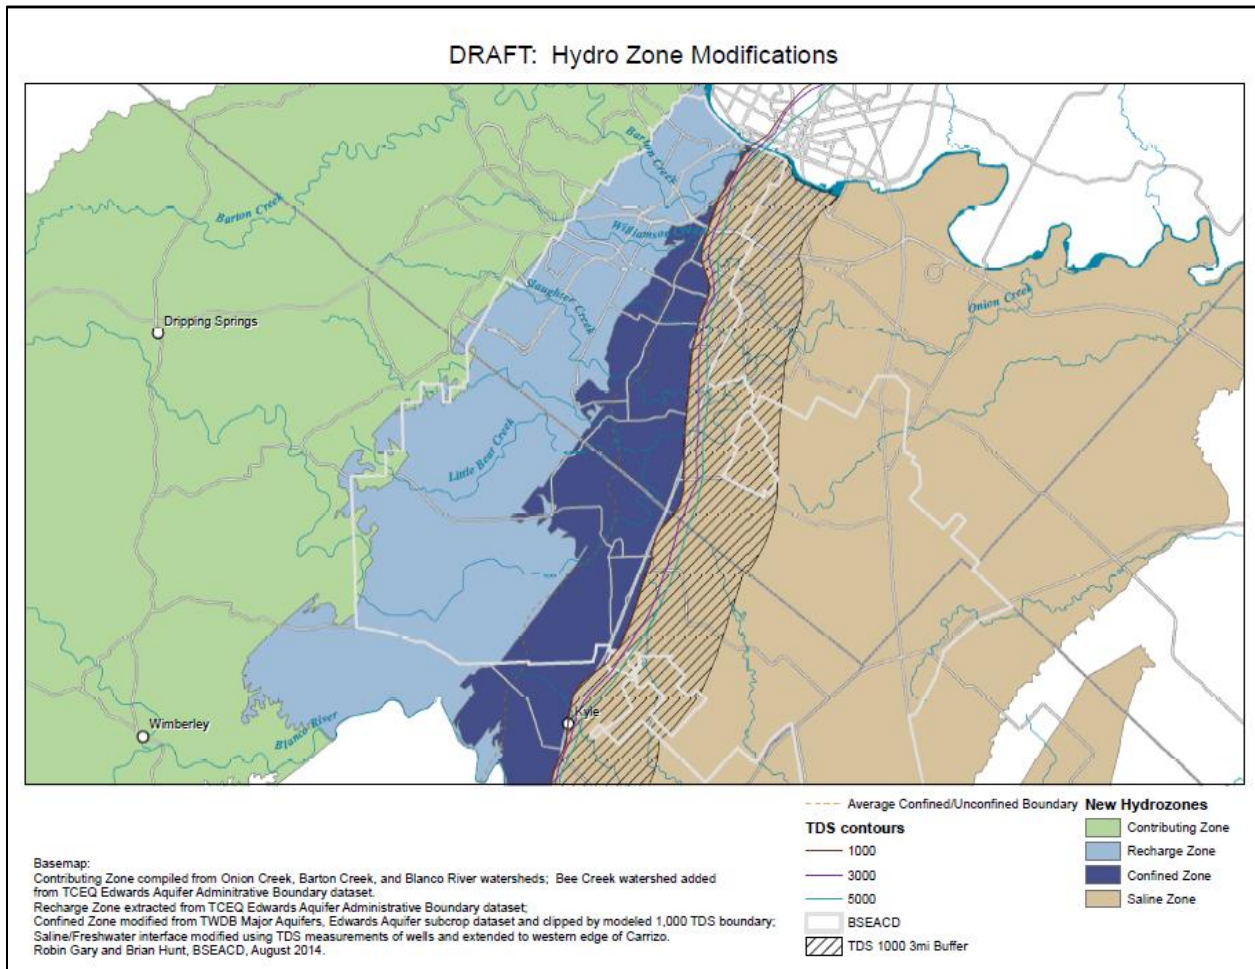 DRAFT: Hydro Zone Modifications
Barton Creek
Barton Creek
Williamson Creek
Slaughter Creek
Onion Creek
Dripping Springs
Little Bear Creek
Kyle
Wimberley
Blanco River
Average Confined/Unconfined Boundary
TDS contours
1000
3000
5000
BSEACD
TDS 1000 3mi Buffer
New Hydrozones
Contributing Zone
Recharge Zone
Confined Zone
Saline Zone
Basemap:
Contributing Zone compiled from Onion Creek, Barton Creek, and Blanco River watersheds; Bee Creek watershed added
from TCEQ Edwards Aquifer Adminitrative Boundary dataset.
Recharge Zone extracted from TCEQ Edwards Aquifer Administrative Boundary dataset;
Confined Zone modified from TWDB Major Aquifers, Edwards Aquifer subcrop dataset and clipped by modeled 1,000 TDS boundary;
Saline/Freshwater interface modified using TDS measurements of wells and extended to western edge of Carrizo.
Robin Gary and Brian Hunt, BSEACD, August 2014.